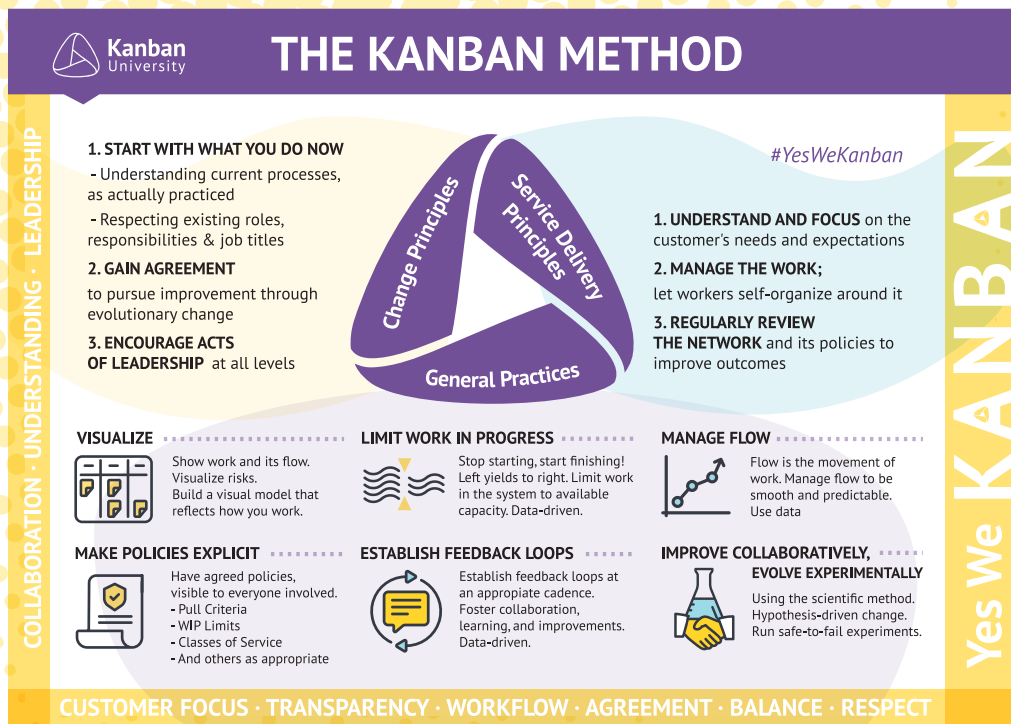 Kanban
University
THE KANBAN METHOD
COLLABORATION · UNDERSTANDING · LEADERSHIP
1. START WITH WHAT YOU DO NOW
- Understanding current processes,
as actually practiced
- Respecting existing roles,
responsibilities & job titles
2. GAIN AGREEMENT
to pursue improvement through
evolutionary change
3. ENCOURAGE ACTS
OF LEADERSHIP at all levels
Change Principles
Service Delivery
Principles
General Practices
#YesWeKanban
1. UNDERSTAND AND FOCUS on the
customer's needs and expectations
2. MANAGE THE WORK;
let workers self-organize around it
3. REGULARLY REVIEW
THE NETWORK and its policies to
improve outcomes
VISUALIZE
Show work and its flow.
Visualize risks.
Build a visual model that
reflects how you work.
LIMIT WORK IN PROGRESS
Stop starting, start finishing!
Left yields to right. Limit work
in the system to available
capacity. Data-driven.
MANAGE FLOW
Flow is the movement of
work. Manage flow to be
smooth and predictable.
Use data
MAKE POLICIES EXPLICIT
Have agreed policies,
visible to everyone involved.
- Pull Criteria
- WIP Limits
- Classes of Service
- And others as appropriate
ESTABLISH FEEDBACK LOOPS
Establish feedback loops at
an appropiate cadence.
Foster collaboration,
learning, and improvements.
Data-driven.
IMPROVE COLLABORATIVELY,
EVOLVE EXPERIMENTALLY
Using the scientific method.
Hypothesis-driven change.
Run safe-to-fail experiments.
Yes We KANBAN
CUSTOMER FOCUS · TRANSPARENCY · WORKFLOW · AGREEMENT · BALANCE · RESPECT